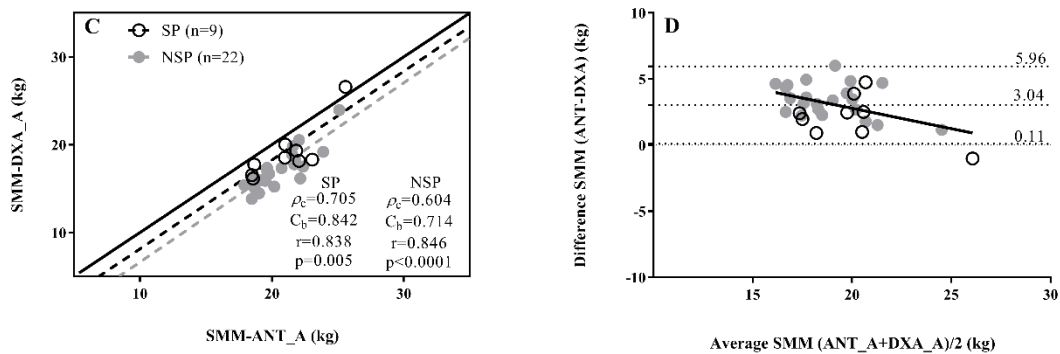 C
SP (n=9)
NSP (n=22)
30
20
10
SMM-DXA_A (kg)
SP NSP
ρc=0.705 ρc=0.604
Cb=0.842 Cb=0.714
r=0.838 r=0.846
p=0.005 p<0.0001
10 20 30
SMM-ANT_A (kg)
D
10
5
0
-5
-10
Difference SMM (ANT-DXA) (kg)
5.96
3.04
0.11
15 20 25 30
Average SMM (ANT_A+DXA_A)/2 (kg)